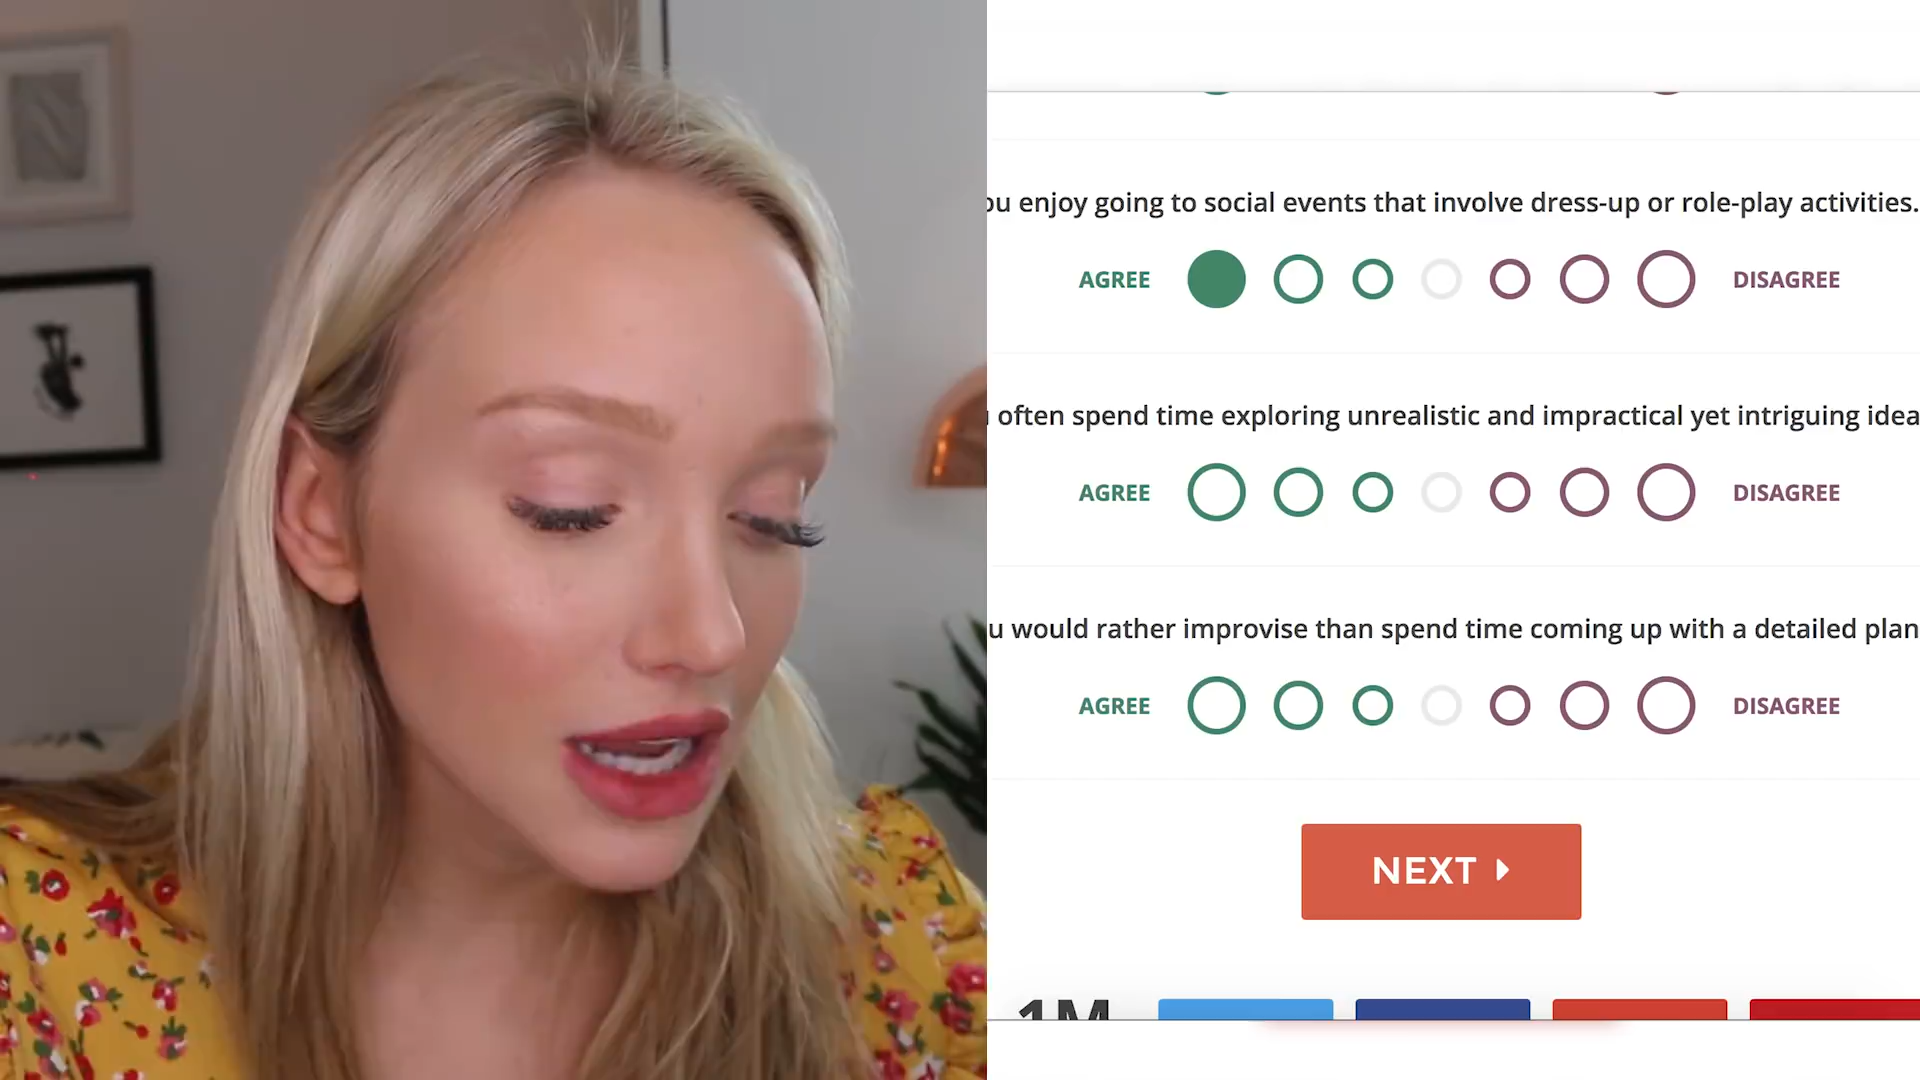 ou enjoy going to social events that involve dress-up or role-play activities.
AGREE DISAGREE
often spend time exploring unrealistic and impractical yet intriguing idea
AGREE DISAGREE
u would rather improvise than spend time coming up with a detailed plan
AGREE DISAGREE
NEXT
1M